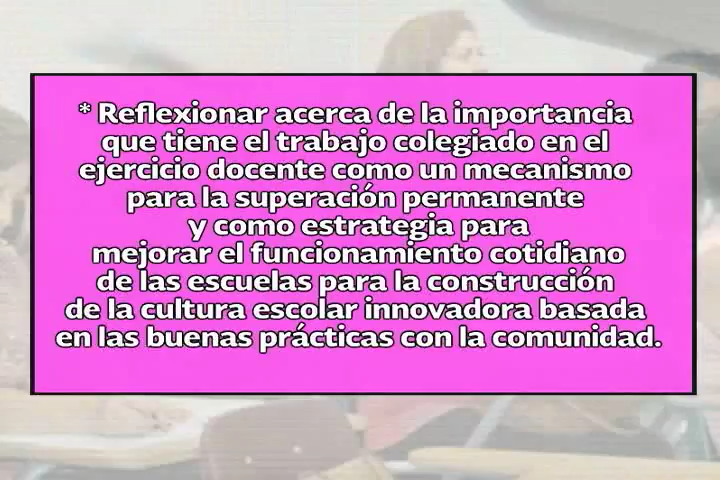 * Reflexionar acerca de la importancia
que tiene el trabajo colegiado en el
ejercicio docente como un mecanismo
para la superación permanente
y como estrategia para
mejorar el funcionamiento cotidiano
de las escuelas para la construcción
de la cultura escolar innovadora basada
en las buenas prácticas con la comunidad.